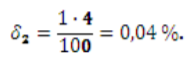 δ₂ = (1 · 4)/100 = 0,04 %.